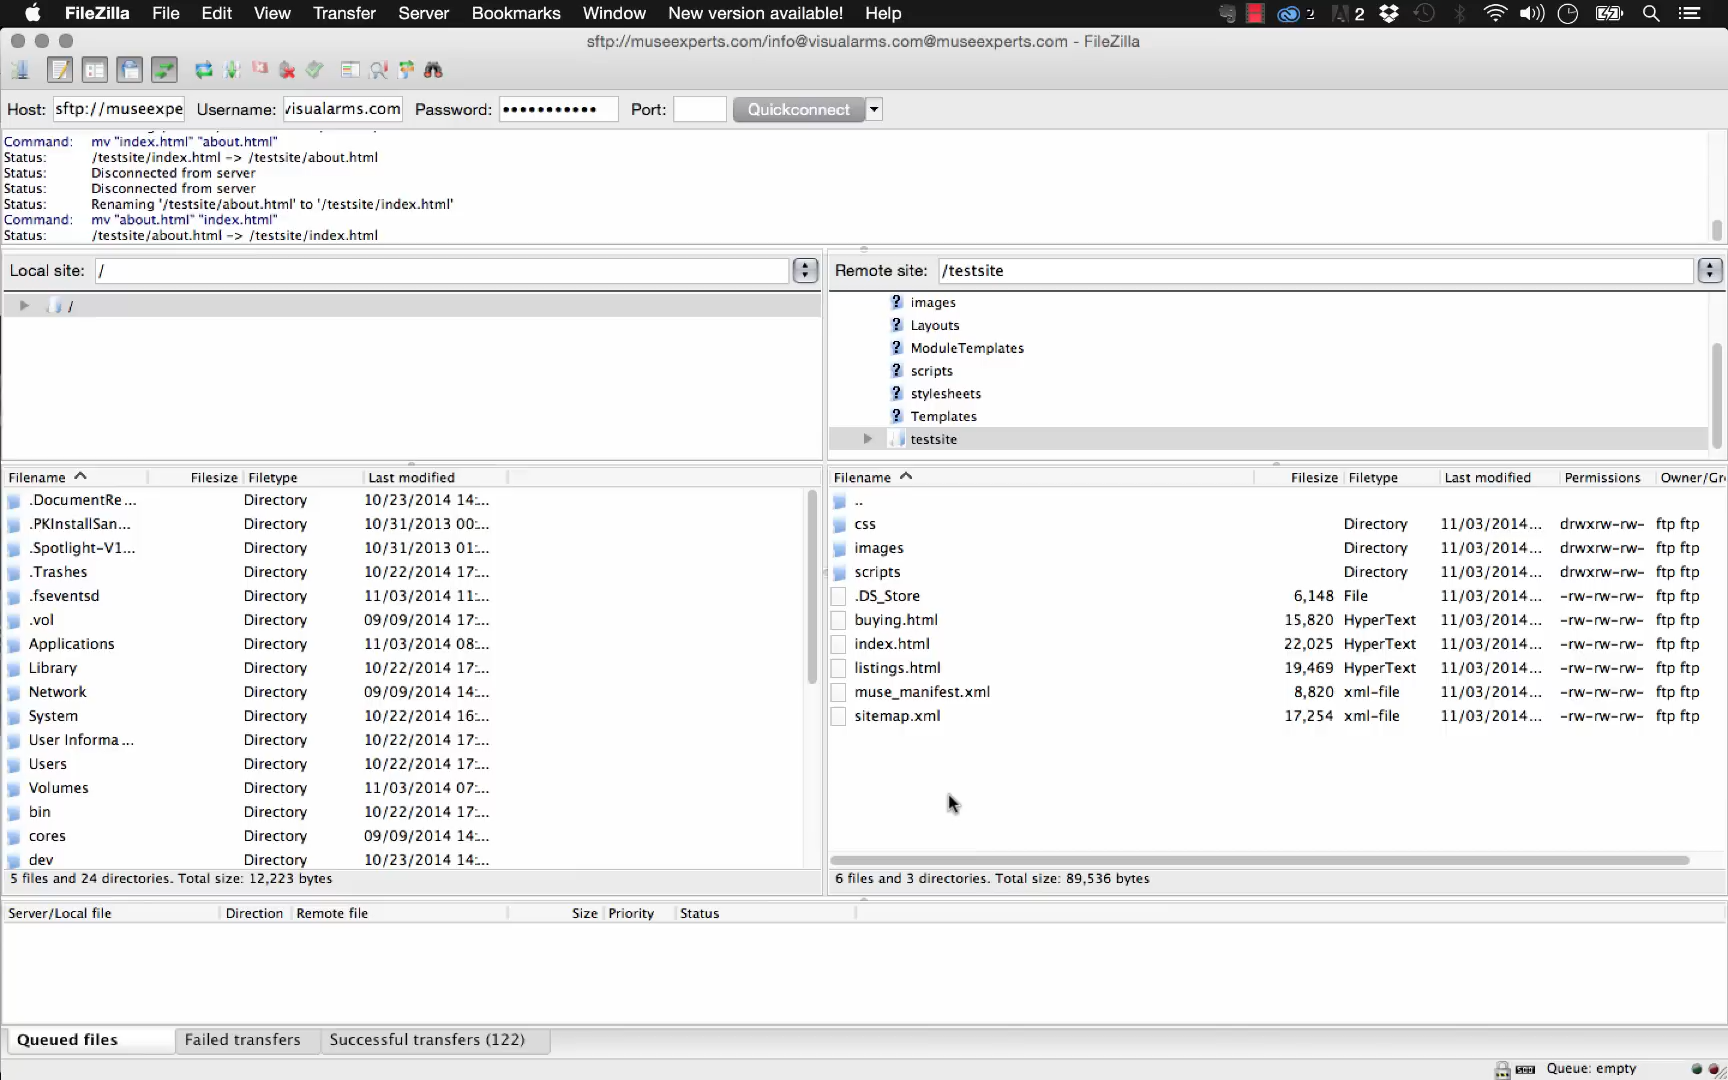 FileZilla File Edit View Transfer Server Bookmarks Window New version available! Help 2 2
sftp://museexperts.com/info@visualarms.com@museexperts.com - FileZilla
Host: sftp://museexpe Username: visualarms.com Password: ••••••••••• Port: Quickconnect
Command: mv "index.html" "about.html"
Status: /testsite/index.html -> /testsite/about.html
Status: Disconnected from server
Status: Disconnected from server
Status: Renaming '/testsite/about.html' to '/testsite/index.html'
Command: mv "about.html" "index.html"
Status: /testsite/about.html -> /testsite/index.html
Local site: /
/
Remote site: /testsite
? images
? Layouts
? ModuleTemplates
? scripts
? stylesheets
? Templates
testsite
Filename Filesize Filetype Last modified
.DocumentRe... Directory 10/23/2014 14:...
.PKInstallSan... Directory 10/31/2013 00:...
.Spotlight-V1... Directory 10/31/2013 01:...
.Trashes Directory 10/22/2014 17:...
.fseventsd Directory 11/03/2014 11:...
.vol Directory 09/09/2014 17:...
Applications Directory 11/03/2014 08:...
Library Directory 10/22/2014 17:...
Network Directory 09/09/2014 14:...
System Directory 10/22/2014 16:...
User Informa... Directory 10/22/2014 17:...
Users Directory 10/22/2014 17:...
Volumes Directory 11/03/2014 07:...
bin Directory 10/22/2014 17:...
cores Directory 09/09/2014 14:...
dev Directory 10/23/2014 14:...
5 files and 24 directories. Total size: 12,223 bytes
Filename Filesize Filetype Last modified Permissions Owner/Gr
..
css Directory 11/03/2014... drwxrw-rw- ftp ftp
images Directory 11/03/2014... drwxrw-rw- ftp ftp
scripts Directory 11/03/2014... drwxrw-rw- ftp ftp
.DS_Store 6,148 File 11/03/2014... -rw-rw-rw- ftp ftp
buying.html 15,820 HyperText 11/03/2014... -rw-rw-rw- ftp ftp
index.html 22,025 HyperText 11/03/2014... -rw-rw-rw- ftp ftp
listings.html 19,469 HyperText 11/03/2014... -rw-rw-rw- ftp ftp
muse_manifest.xml 8,820 xml-file 11/03/2014... -rw-rw-rw- ftp ftp
sitemap.xml 17,254 xml-file 11/03/2014... -rw-rw-rw- ftp ftp
6 files and 3 directories. Total size: 89,536 bytes
Server/Local file Direction Remote file Size Priority Status
Queued files Failed transfers Successful transfers (122)
Queue: empty